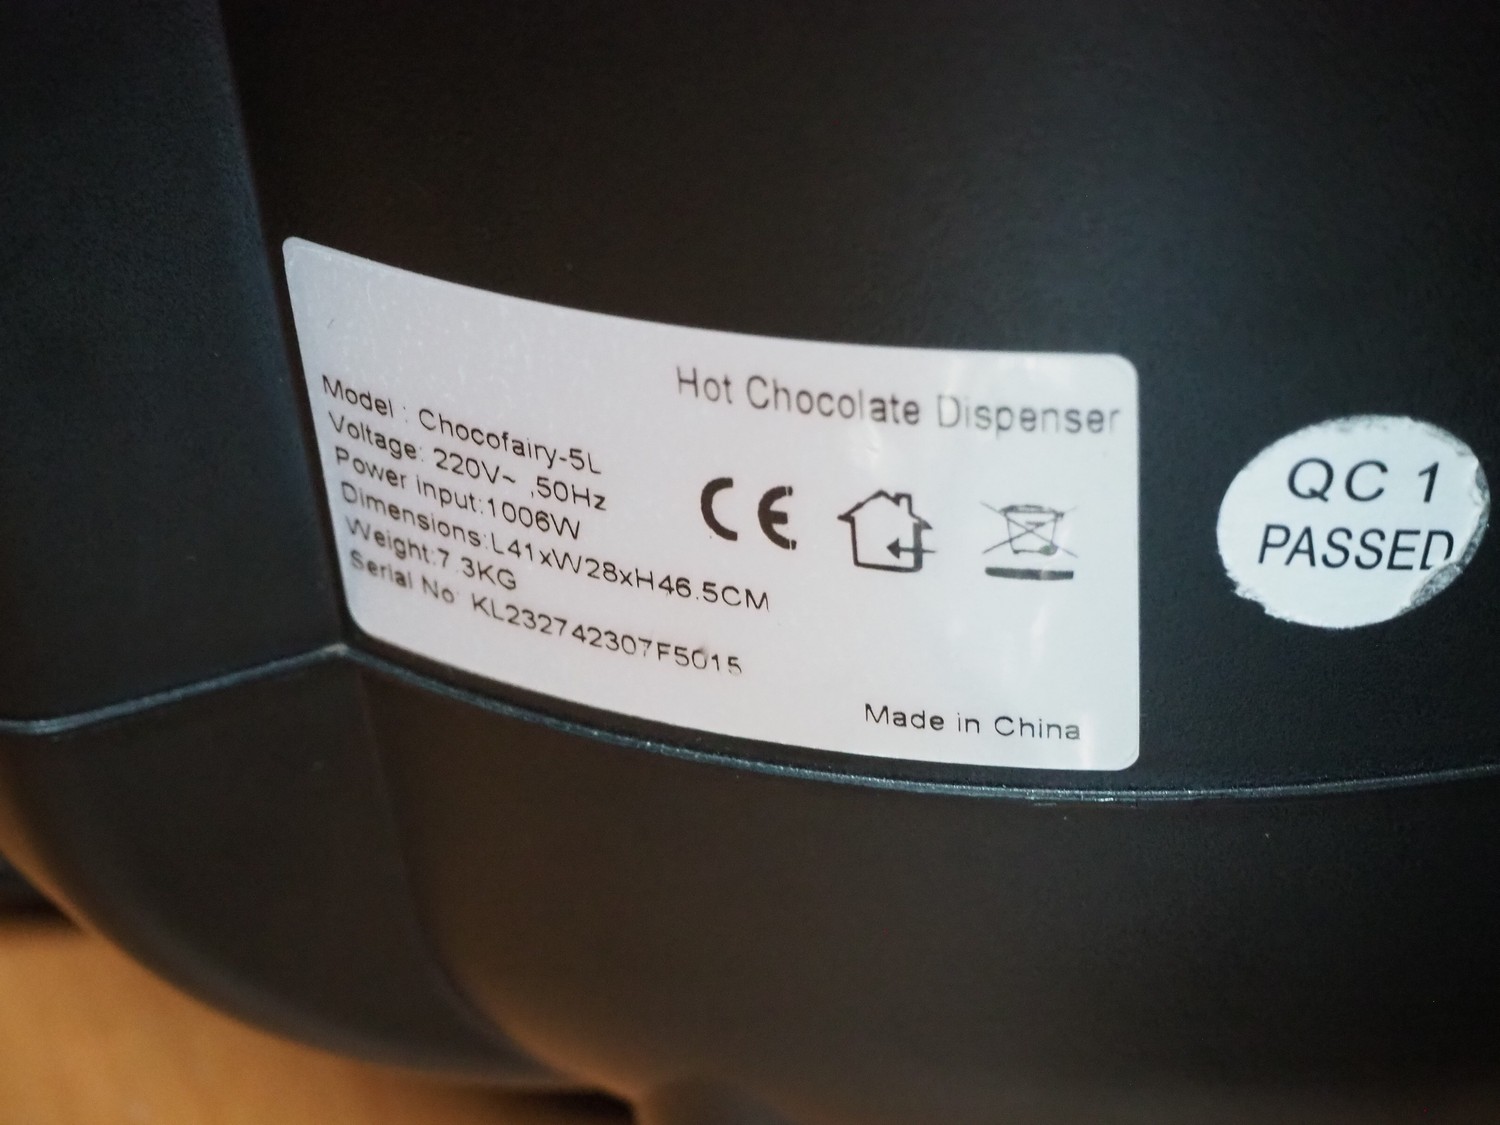 Hot Chocolate Dispenser
Model : Chocofairy-5L
Voltage: 220V~ ,50Hz
Power input:1006W
Dimensions:L41xW28xH46.5CM
Weight:7.3KG
Serial No: KL232742307F5015
CE
Made in China
QC 1
PASSED